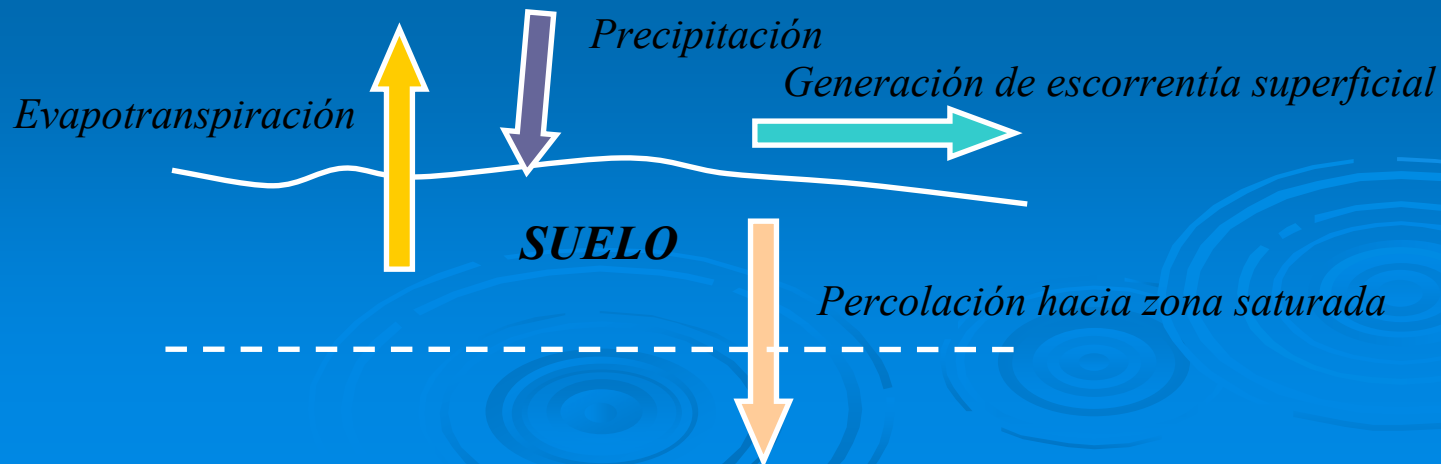 Precipitación
Generación de escorrentía superficial
Evapotranspiración
SUELO
Percolación hacia zona saturada